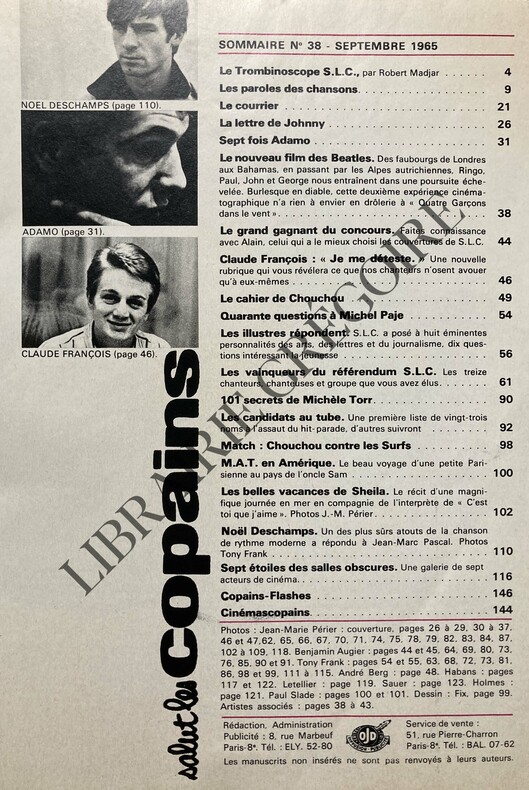 NOEL DESCHAMPS (page 110).
ADAMO (page 31).
CLAUDE FRANÇOIS (page 46).
salut les copains
SOMMAIRE N° 38 - SEPTEMBRE 1965
Le Trombinoscope S.L.C., par Robert Madjar . . . . . . 4
Les paroles des chansons. . . . . . . . . . . . . . . . 9
Le courrier . . . . . . . . . . . . . . . . . . . . . . 21
La lettre de Johnny . . . . . . . . . . . . . . . . . . 26
Sept fois Adamo . . . . . . . . . . . . . . . . . . . . 31
Le nouveau film des Beatles. Des faubourgs de Londres
aux Bahamas, en passant par les Alpes autrichiennes, Ringo,
Paul, John et George nous entraînent dans une poursuite éche-
velée. Burlesque en diable, cette deuxième expérience cinéma-
tographique n'a rien à envier en drôlerie à « Quatre Garçons
dans le vent ». . . . . . . . . . . . . . . . . . . . . 38
Le grand gagnant du concours. Faites connaissance
avec Alain, celui qui a le mieux choisi les couvertures de S.L.C. 44
Claude François : « Je me déteste. » Une nouvelle
rubrique qui vous révélera ce que nos chanteurs n'osent avouer
qu'à eux-mêmes . . . . . . . . . . . . . . . . . . . . 46
Le cahier de Chouchou . . . . . . . . . . . . . . . . . 49
Quarante questions à Michel Paje . . . . . . . . . . . 54
Les illustres répondent. S.L.C. a posé à huit éminentes
personnalités des arts, des lettres et du journalisme, dix ques-
tions intéressant la jeunesse . . . . . . . . . . . . . 56
Les vainqueurs du référendum S.L.C. Les treize
chanteurs, chanteuses et groupe que vous avez élus. . . . 61
101 secrets de Michèle Torr. . . . . . . . . . . . . . 90
Les candidats au tube. Une première liste de vingt-trois
noms à l'assaut du hit-parade, d'autres suivront . . . . 92
Match : Chouchou contre les Surfs . . . . . . . . . . . 98
M.A.T. en Amérique. Le beau voyage d'une petite Pari-
sienne au pays de l'oncle Sam . . . . . . . . . . . . . 100
Les belles vacances de Sheila. Le récit d'une magni-
fique journée en mer en compagnie de l'interprète de « C'est
toi que j'aime ». Photos J.-M. Périer. . . . . . . . . . 102
Noël Deschamps. Un des plus sûrs atouts de la chanson
de rythme moderne a répondu à Jean-Marc Pascal. Photos
Tony Frank . . . . . . . . . . . . . . . . . . . . . . 110
Sept étoiles des salles obscures. Une galerie de sept
acteurs de cinéma. . . . . . . . . . . . . . . . . . . 116
Copains-Flashes . . . . . . . . . . . . . . . . . . . . 146
Cinémascopains. . . . . . . . . . . . . . . . . . . . . 144
Photos : Jean-Marie Périer : couverture, pages 26 à 29, 30 à 37,
46 et 47,62, 65, 66, 67, 70, 71, 74, 75, 78, 79, 82, 83, 84, 87,
102 à 109, 118. Benjamin Augier : pages 44 et 45, 64, 69, 80, 73,
76, 85, 90 et 91. Tony Frank : pages 54 et 55, 63, 68, 72, 73, 81,
86, 98 et 99, 111 à 115. André Berg : page 48. Habans : pages
117 et 122. Letellier : page 119. Sauer : page 123. Holmes :
page 121. Paul Slade : pages 100 et 101. Dessin : Fix, page 99.
Artistes associés : pages 38 à 43.
Rédaction, Administration
Publicité : 8, rue Marbeuf
Paris-8e. Tél. : ELY. 52-80
OJD
Service de vente :
51, rue Pierre-Charron
Paris-8e. Tél. : BAL. 07-62
Les manuscrits non insérés ne sont pas renvoyés à leurs auteurs.
LIBRAIRIE GRÉGOIRE